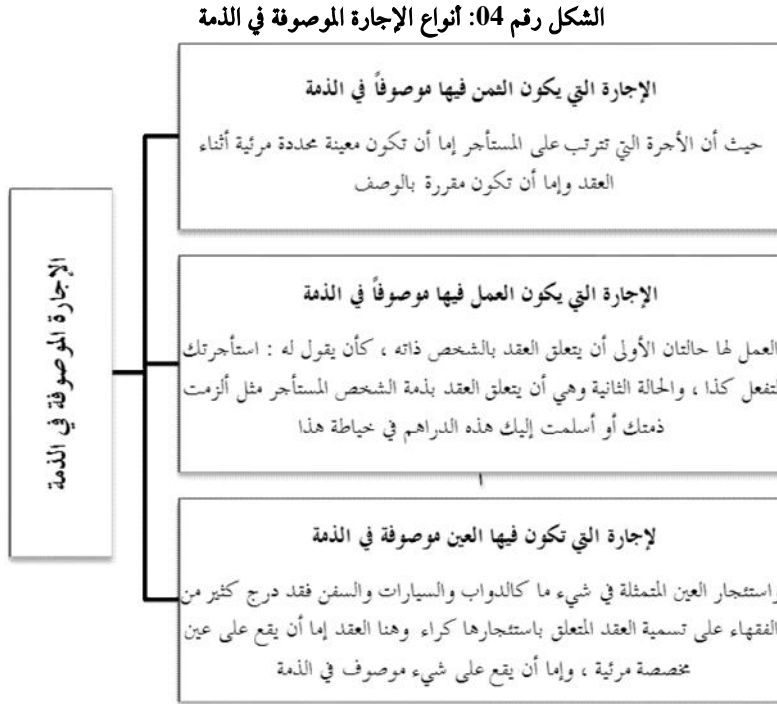 الشكل رقم 04: أنواع الإجارة الموصوفة في الذمة
الإجارة الموصوفة في الذمة
الإجارة التي يكون الثمن فيها موصوفاً في الذمة
حيث أن الأجرة التي تترتب على المستأجر إما أن تكون معينة محددة مرئية أثناء
العقد وإما أن تكون مقررة بالوصف
الإجارة التي يكون العمل فيها موصوفاً في الذمة
العمل لها حالتان الأولى أن يتعلق العقد بالشخص ذاته ، كأن يقول له : استأجرتك
لتفعل كذا ، والحالة الثانية وهي أن يتعلق العقد بذمة الشخص المستأجر مثل ألزمت
ذمتك أو أسلمت إليك هذه الدراهم في خياطة هذا
ا
لإجارة التي تكون فيها العين موصوفة في الذمة
واستئجار العين المتمثلة في شيء ما كالدواب والسيارات والسفن فقد درج كثير من
الفقهاء على تسمية العقد المتعلق باستئجارها كراء وهنا العقد إما أن يقع على عين
مخصصة مرئية ، وإما أن يقع على شيء موصوف في الذمة